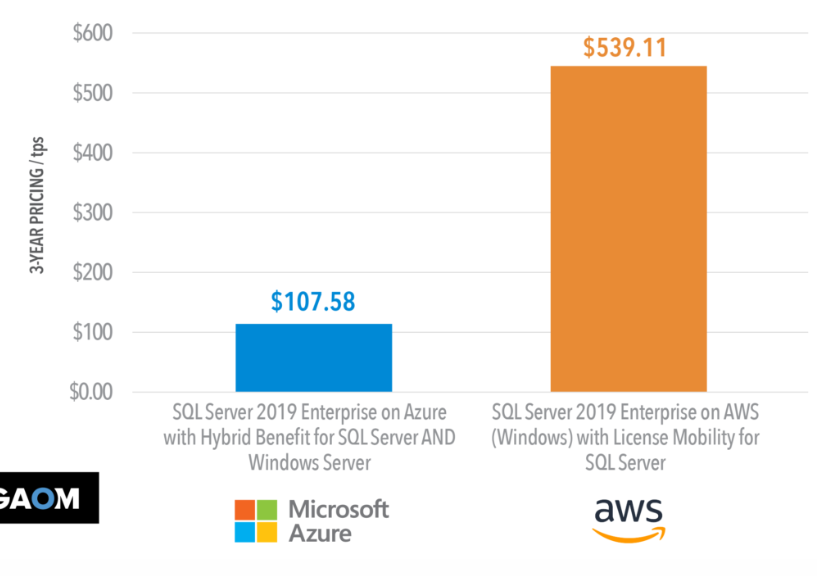 $600
$539.11
$500
$400
3-YEAR PRICING / tps
$300
$200
$107.58
$100
$0.00
SQL Server 2019 Enterprise on Azure
with Hybrid Benefit for SQL Server AND
Windows Server
SQL Server 2019 Enterprise on AWS
(Windows) with License Mobility for
SQL Server
GAOM
Microsoft
Azure
aws